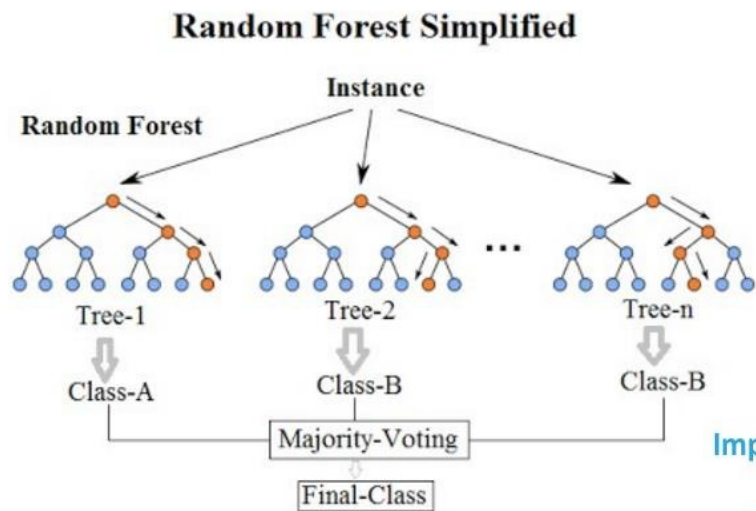 Random Forest Simplified
Instance
Random Forest
...
Tree-1 Tree-2 Tree-n
Class-A Class-B Class-B
Majority-Voting
Imp
Final-Class